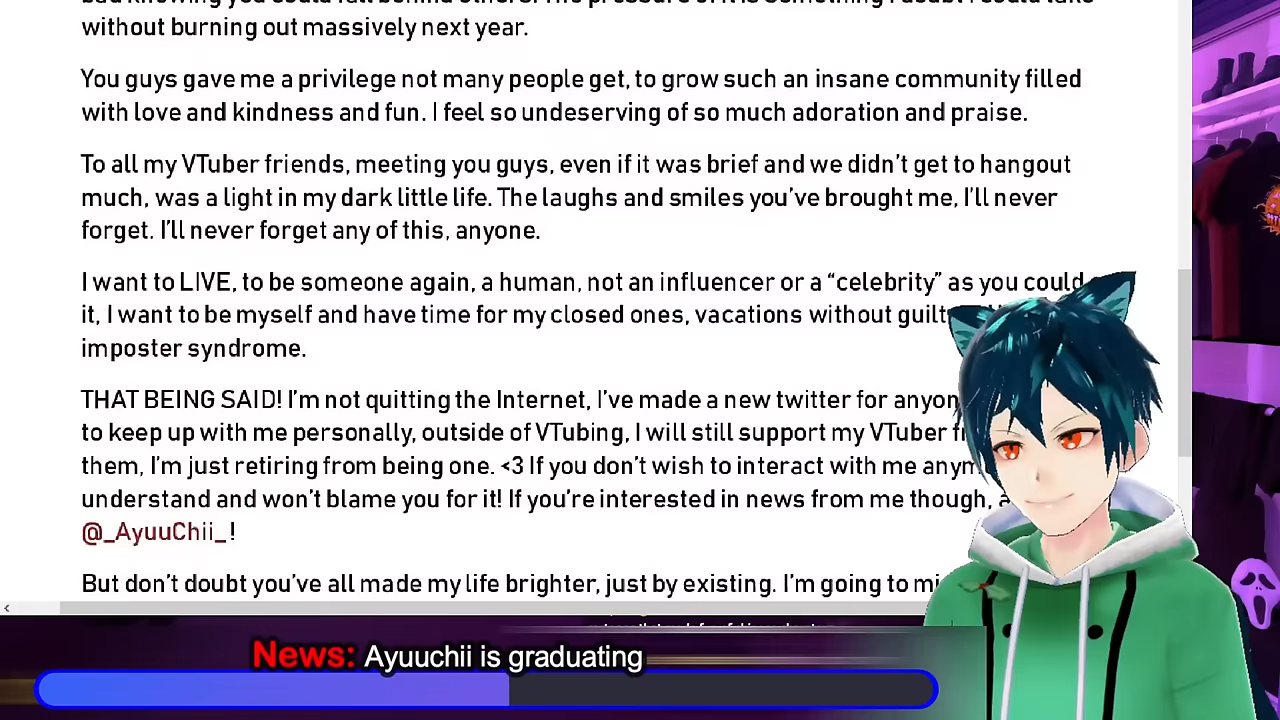 without burning out massively next year.
You guys gave me a privilege not many people get, to grow such an insane community filled
with love and kindness and fun. I feel so undeserving of so much adoration and praise.
To all my VTuber friends, meeting you guys, even if it was brief and we didn't get to hangout
much, was a light in my dark little life. The laughs and smiles you've brought me, I'll never
forget. I'll never forget any of this, anyone.
I want to LIVE, to be someone again, a human, not an influencer or a “celebrity” as you could
it, I want to be myself and have time for my closed ones, vacations without guilt
imposter syndrome.
THAT BEING SAID! I'm not quitting the Internet, I've made a new twitter for
to keep up with me personally, outside of VTubing, I will still support my VTuber
them, I'm just retiring from being one. <3 If you don't wish to interact with me
understand and won't blame you for it! If you're interested in news from me though,
@_AyuuChii_!
But don't doubt you've all made my life brighter, just by existing. I'm going to
News: Ayuuchii is graduating